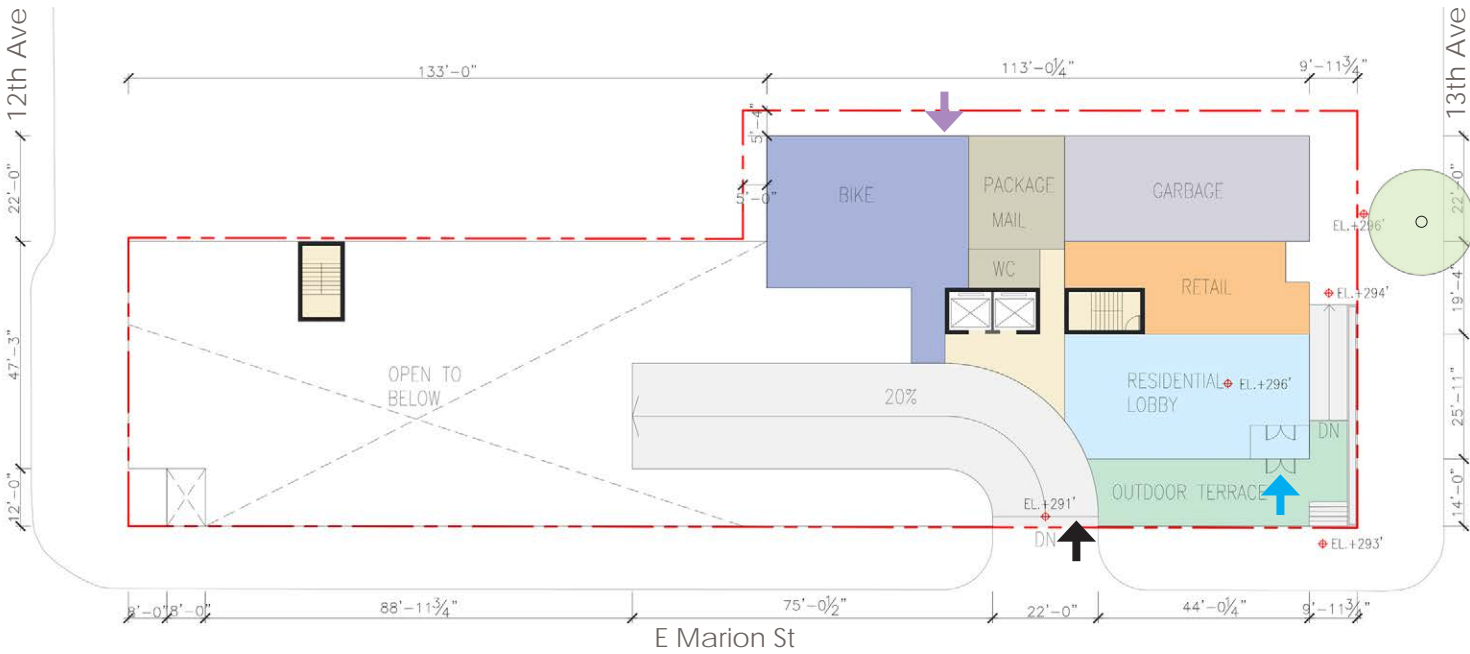 12th Ave
13th Ave
133'-0"
113'-0¼"
9'-11¾"
5'-4"
5'-0"
22'-0"
47'-3"
12'-0"
22'-0"
19'-4"
25'-11"
14'-0"
BIKE
PACKAGE
MAIL
WC
GARBAGE
RETAIL
EL.+296'
EL.+294'
OPEN TO
BELOW
20%
RESIDENTIAL
LOBBY
EL.+296'
DN
OUTDOOR TERRACE
EL.+291'
DN
EL.+293'
8'-0"
8'-0"
88'-11¾"
75'-0½"
22'-0"
44'-0¼"
9'-11¾"
E Marion St